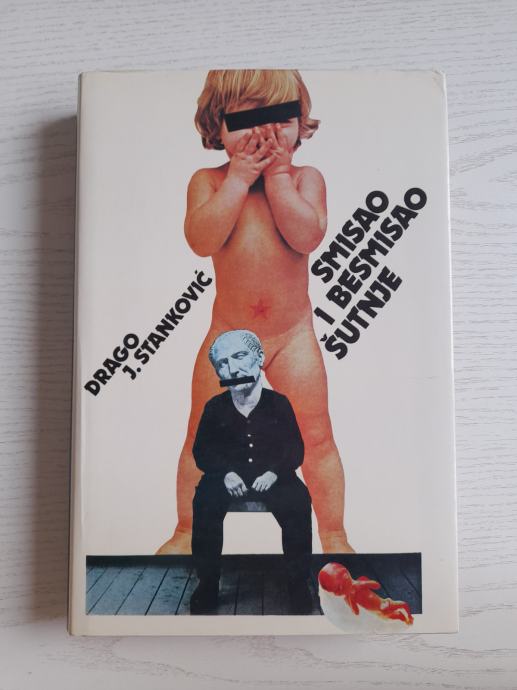 DRAGO
J. STANKOVIĆ
SMISAO
I BESMISAO
ŠUTNJE